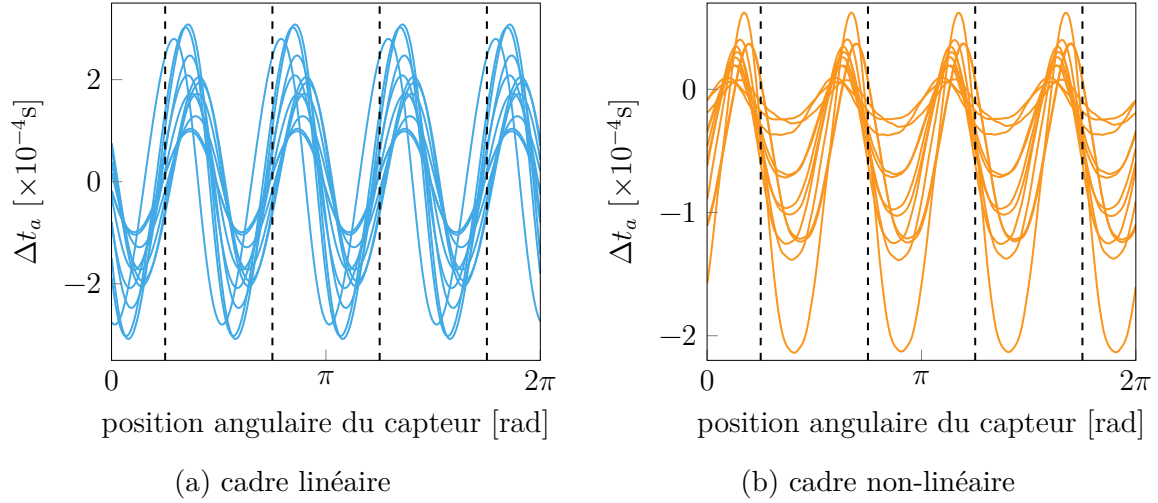 2
0
−2
Δt_a [×10^−4 s]
0
π
2π
position angulaire du capteur [rad]
(a) cadre linéaire
0
−1
−2
Δt_a [×10^−4 s]
0
π
2π
position angulaire du capteur [rad]
(b) cadre non-linéaire